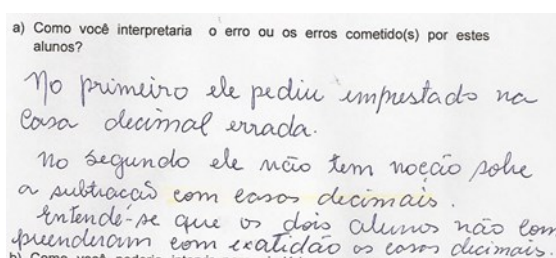 a) Como você interpretaria o erro ou os erros cometido(s) por estes
alunos?
No primeiro ele pediu empustado na
Casa decimal errada.
No segundo ele não tem noção sobre
a subtracão com casas decimais.
Entende-se que os dois alunos não com
preenderam com exatidão as casas decimais.